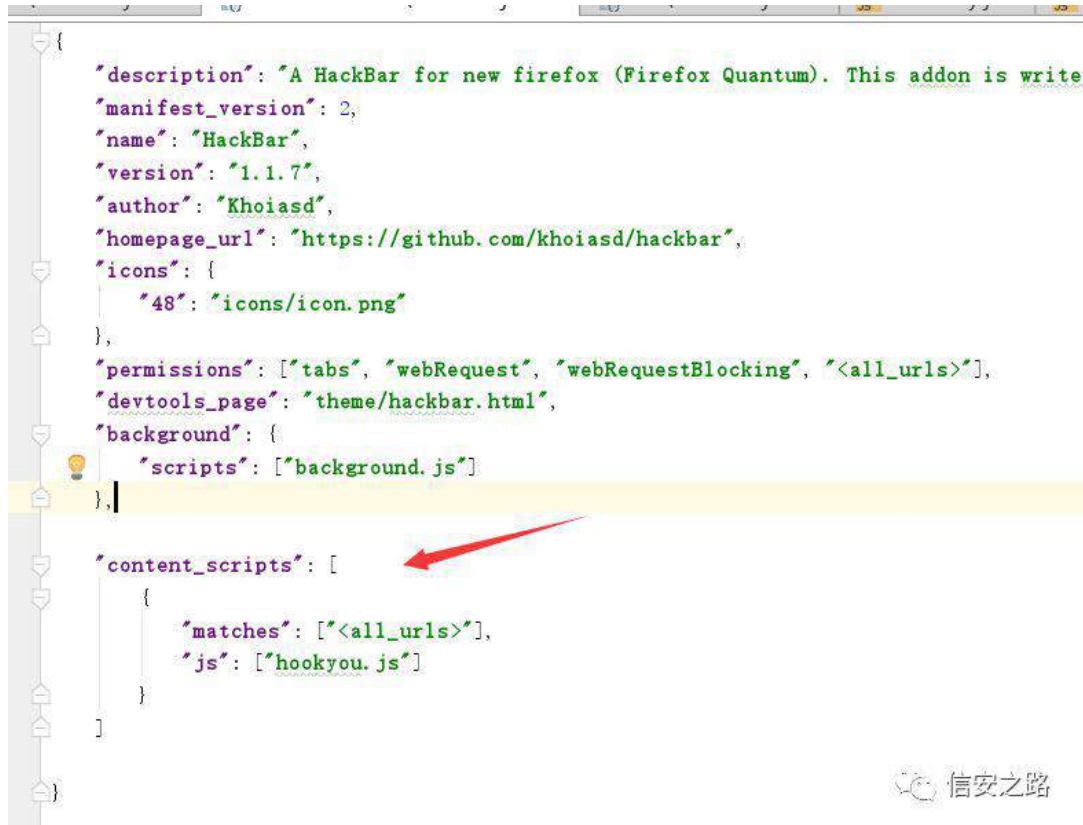 {
"description": "A HackBar for new firefox (Firefox Quantum). This addon is write
"manifest_version": 2,
"name": "HackBar",
"version": "1.1.7",
"author": "Khoiasd",
"homepage_url": "https://github.com/khoiasd/hackbar",
"icons": {
"48": "icons/icon.png"
},
"permissions": ["tabs", "webRequest", "webRequestBlocking", "<all_urls>"],
"devtools_page": "theme/hackbar.html",
"background": {
"scripts": ["background.js"]
},
"content_scripts": [
{
"matches": ["<all_urls>"],
"js": ["hookyou.js"]
}
]
}
信安之路